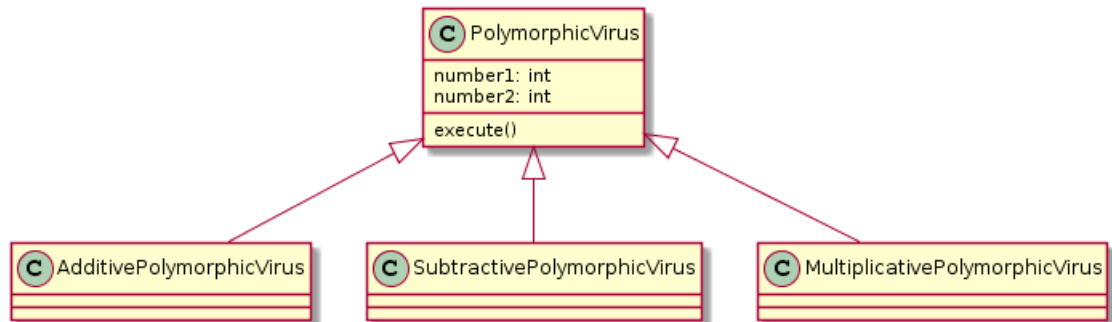 C PolymorphicVirus
number1: int
number2: int
execute()
C AdditivePolymorphicVirus
C SubtractivePolymorphicVirus
C MultiplicativePolymorphicVirus